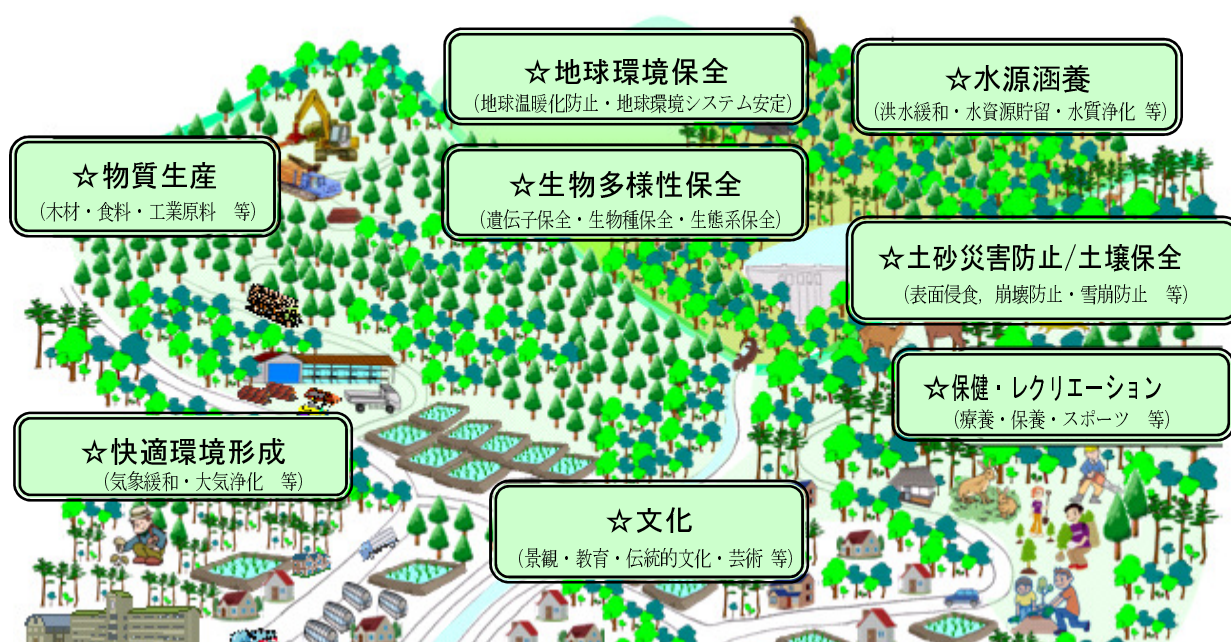 ☆地球環境保全
(地球温暖化防止・地球環境システム安定)
☆水源涵養
(洪水緩和・水資源貯留・水質浄化 等)
☆物質生産
(木材・食料・工業原料 等)
☆生物多様性保全
(遺伝子保全・生物種保全・生態系保全)
☆土砂災害防止/土壌保全
(表面侵食, 崩壊防止・雪崩防止 等)
☆保健・レクリエーション
(療養・保養・スポーツ 等)
☆快適環境形成
(気象緩和・大気浄化 等)
☆文化
(景観・教育・伝統的文化・芸術 等)